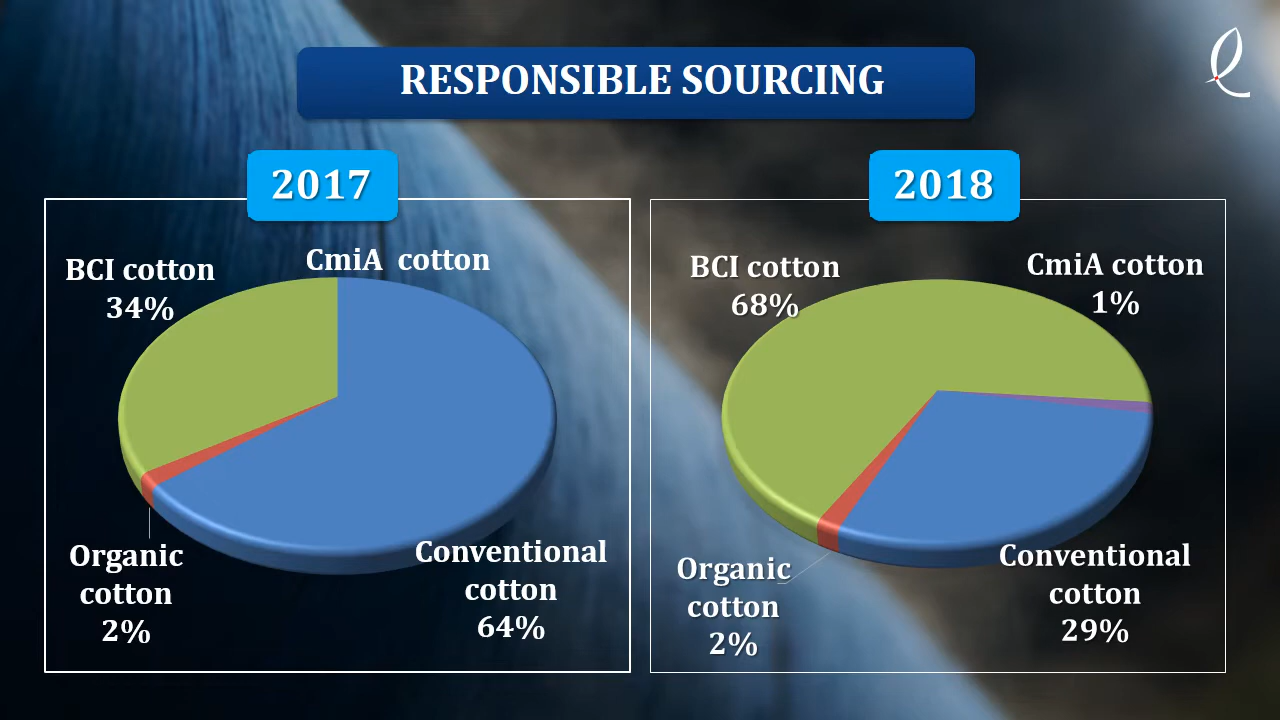 RESPONSIBLE SOURCING
2017
BCI cotton
34%
CmiA cotton
Organic
cotton
2%
Conventional
cotton
64%
2018
BCI cotton
68%
CmiA cotton
1%
Organic
cotton
2%
Conventional
cotton
29%